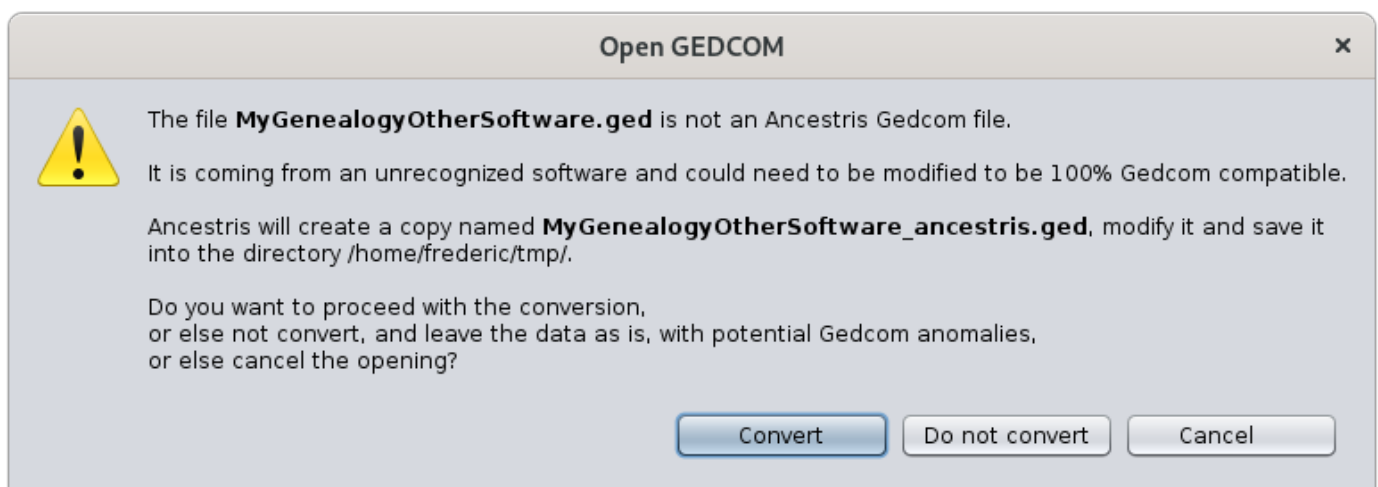 Open GEDCOM
The file MyGenealogyOtherSoftware.ged is not an Ancestris Gedcom file.
It is coming from an unrecognized software and could need to be modified to be 100% Gedcom compatible.
Ancestris will create a copy named MyGenealogyOtherSoftware_ancestris.ged, modify it and save it
into the directory /home/frederic/tmp/.
Do you want to proceed with the conversion,
or else not convert, and leave the data as is, with potential Gedcom anomalies,
or else cancel the opening?
Convert Do not convert Cancel